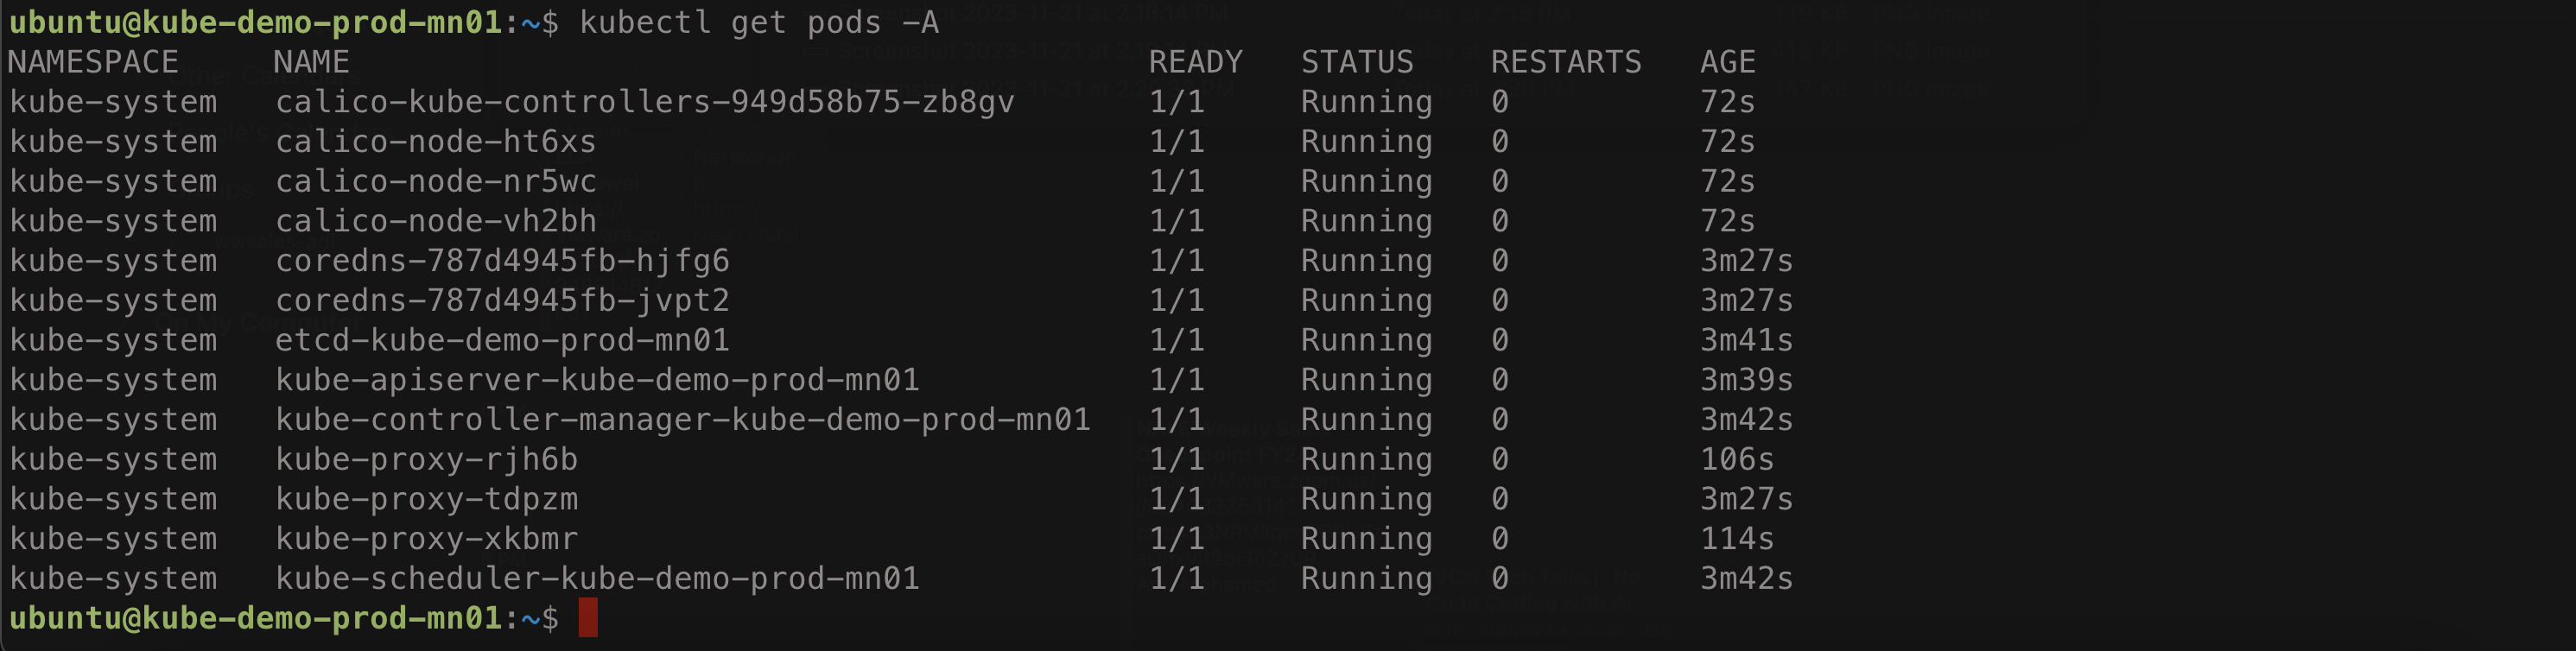 ubuntu@kube-demo-prod-mn01:~$ kubectl get pods -A
NAMESPACE NAME READY STATUS RESTARTS AGE
kube-system calico-kube-controllers-949d58b75-zb8gv 1/1 Running 0 72s
kube-system calico-node-ht6xs 1/1 Running 0 72s
kube-system calico-node-nr5wc 1/1 Running 0 72s
kube-system calico-node-vh2bh 1/1 Running 0 72s
kube-system coredns-787d4945fb-hjfg6 1/1 Running 0 3m27s
kube-system coredns-787d4945fb-jvpt2 1/1 Running 0 3m27s
kube-system etcd-kube-demo-prod-mn01 1/1 Running 0 3m41s
kube-system kube-apiserver-kube-demo-prod-mn01 1/1 Running 0 3m39s
kube-system kube-controller-manager-kube-demo-prod-mn01 1/1 Running 0 3m42s
kube-system kube-proxy-rjh6b 1/1 Running 0 106s
kube-system kube-proxy-tdpzm 1/1 Running 0 3m27s
kube-system kube-proxy-xkbmr 1/1 Running 0 114s
kube-system kube-scheduler-kube-demo-prod-mn01 1/1 Running 0 3m42s
ubuntu@kube-demo-prod-mn01:~$